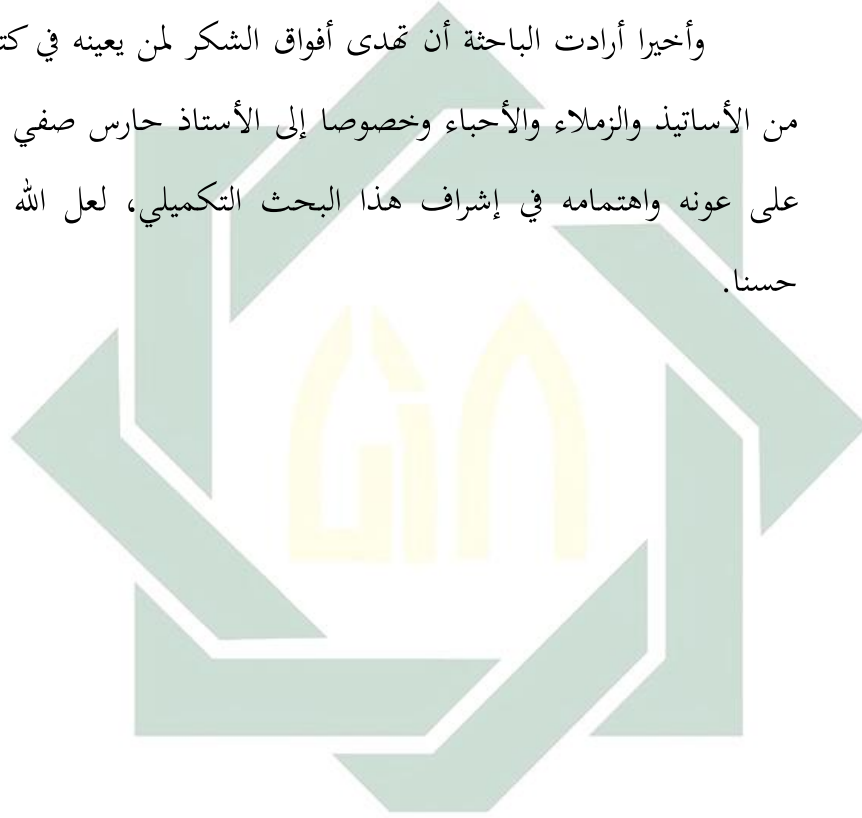 وأخيرا أرادت الباحثة أن تهدى أفواق الشكر لمن يعينه في
من الأساتيذ والزملاء والأحباء وخصوصا إلى الأستاذ حارس صفي
على عونه واهتمامه في إشراف هذا البحث التكميلي، لعل الله
حسنا.